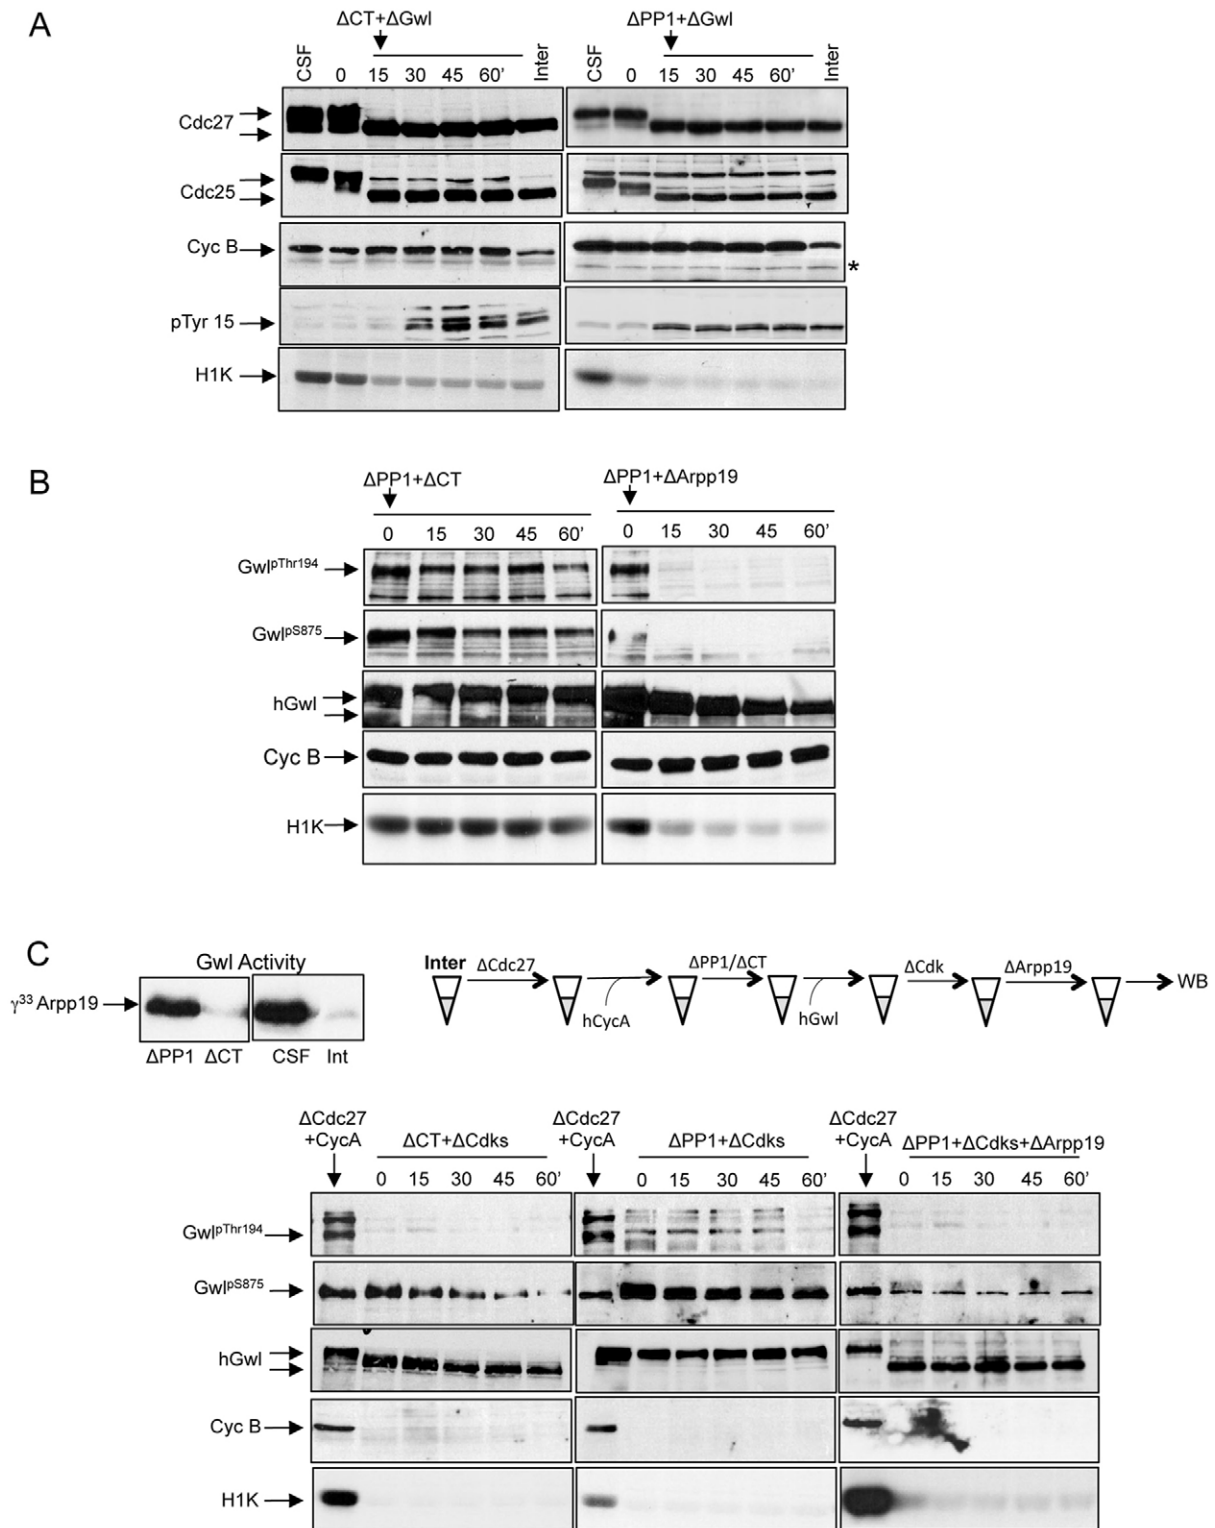 A
ΔCT+ΔGwl
ΔPP1+ΔGwl
CSF 0 15 30 45 60' Inter
CSF 0 15 30 45 60' Inter
Cdc27
Cdc25
Cyc B
*
pTyr 15
H1K
B
ΔPP1+ΔCT
ΔPP1+ΔArpp19
0 15 30 45 60'
0 15 30 45 60'
GwlpThr194
GwlpS875
hGwl
Cyc B
H1K
C
Gwl Activity
γ33 Arpp19
ΔPP1 ΔCT CSF Int
Inter ΔCdc27 hCycA ΔPP1/ΔCT hGwl ΔCdk ΔArpp19 WB
ΔCdc27
+CycA
ΔCT+ΔCdks
ΔCdc27
+CycA
ΔPP1+ΔCdks
ΔCdc27
+CycA
ΔPP1+ΔCdks+ΔArpp19
0 15 30 45 60'
0 15 30 45 60'
0 15 30 45 60'
GwlpThr194
GwlpS875
hGwl
Cyc B
H1K